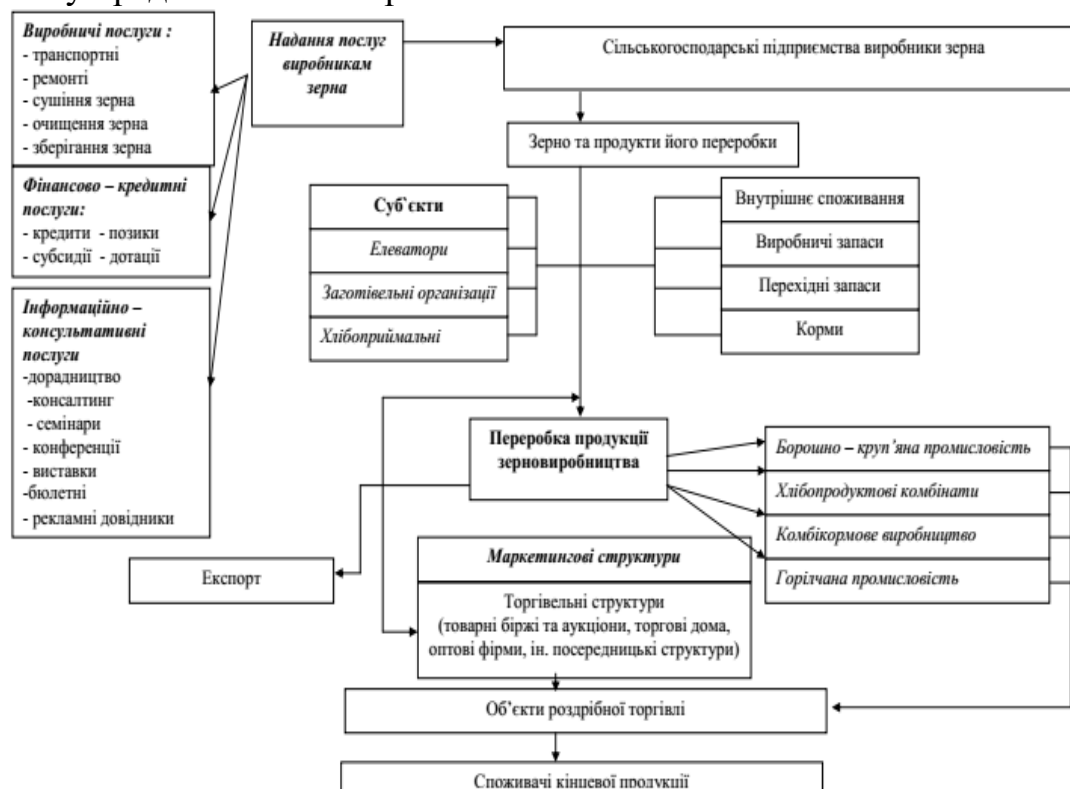 Виробничі послуги :
- транспортні
- ремонті
- сушіння зерна
- очищення зерна
- зберігання зерна
Фінансово – кредитні
послуги:
- кредити - позики
- субсидії - дотації
Інформаційно –
консультативні
послуги
-дорадництво
-консалтинг
- семінари
- конференції
- виставки
-бюлетні
- рекламні довідники
Надання послуг
виробникам
зерна
Сільськогосподарські підприємства виробники зерна
Зерно та продукти його переробки
Суб`єкти
Елеватори
Заготівельні організації
Хлібоприймальні
Внутрішнє споживання
Виробничі запаси
Перехідні запаси
Корми
Переробка продукції
зерновиробництва
Борошно – круп’яна промисловість
Хлібопродуктові комбінати
Комбікормове виробництво
Горілчана промисловість
Експорт
Маркетингові структури
Торгівельні структури
(товарні біржі та аукціони, торгові дома,
оптові фірми, ін. посередницькі структури)
Об’єкти роздрібної торгівлі
Споживачі кінцевої продукції